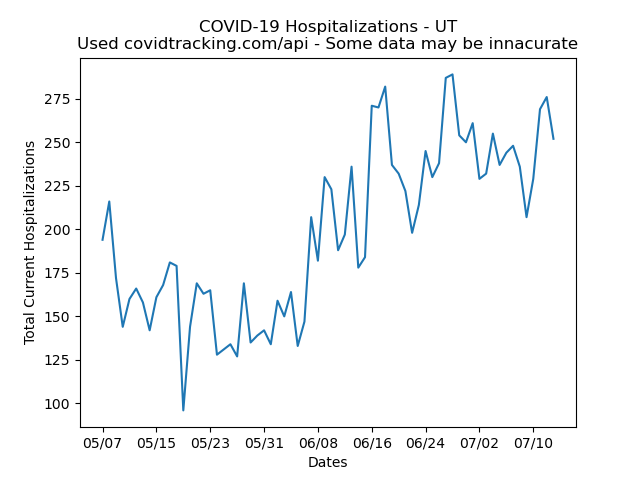 COVID-19 Hospitalizations - UT
Used covidtracking.com/api - Some data may be innacurate
Total Current Hospitalizations
275
250
225
200
175
150
125
100
05/07 05/15 05/23 05/31 06/08 06/16 06/24 07/02 07/10
Dates